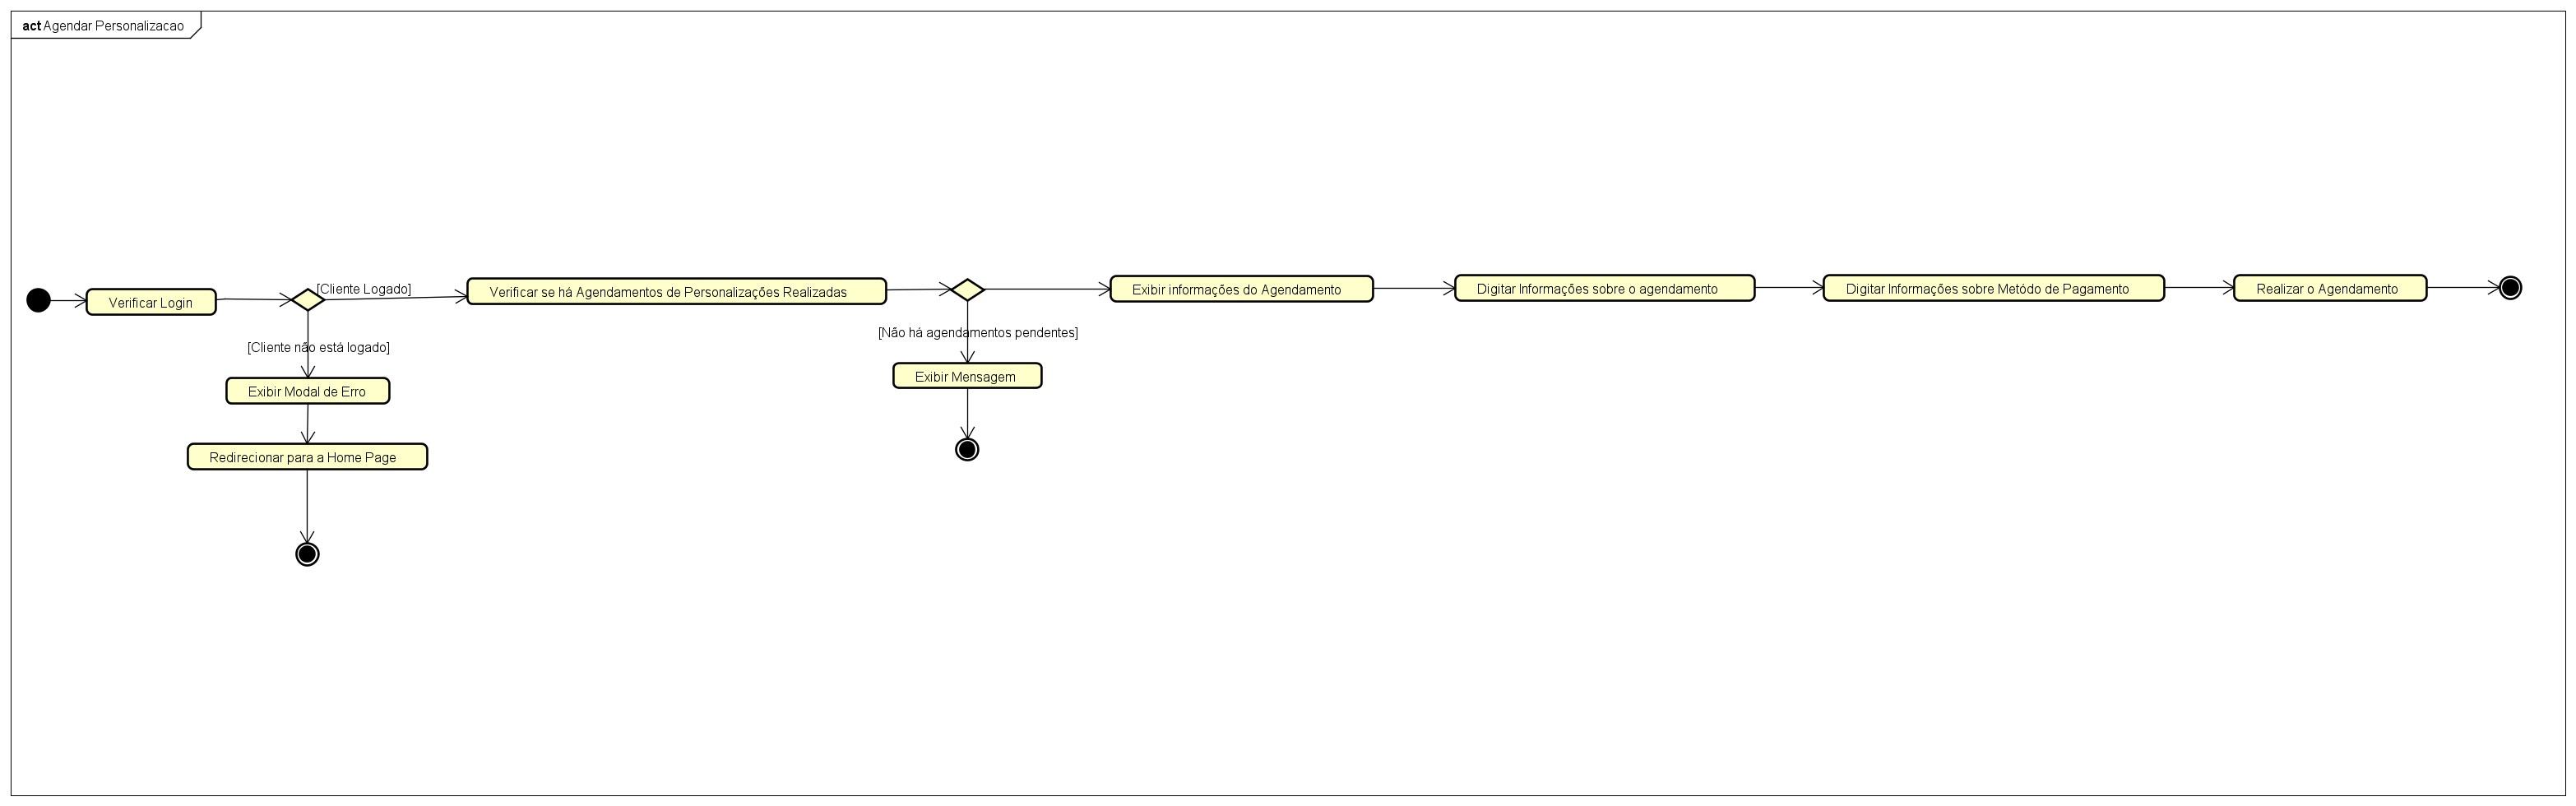 act Agendar Personalizacao
Verificar Login
[Cliente Logado]
Verificar se há Agendamentos de Personalizações Realizadas
Exibir informações do Agendamento
Digitar Informações sobre o agendamento
Digitar Informações sobre Metódo de Pagamento
Realizar o Agendamento
[Cliente não está logado]
[Não há agendamentos pendentes]
Exibir Modal de Erro
Exibir Mensagem
Redirecionar para a Home Page